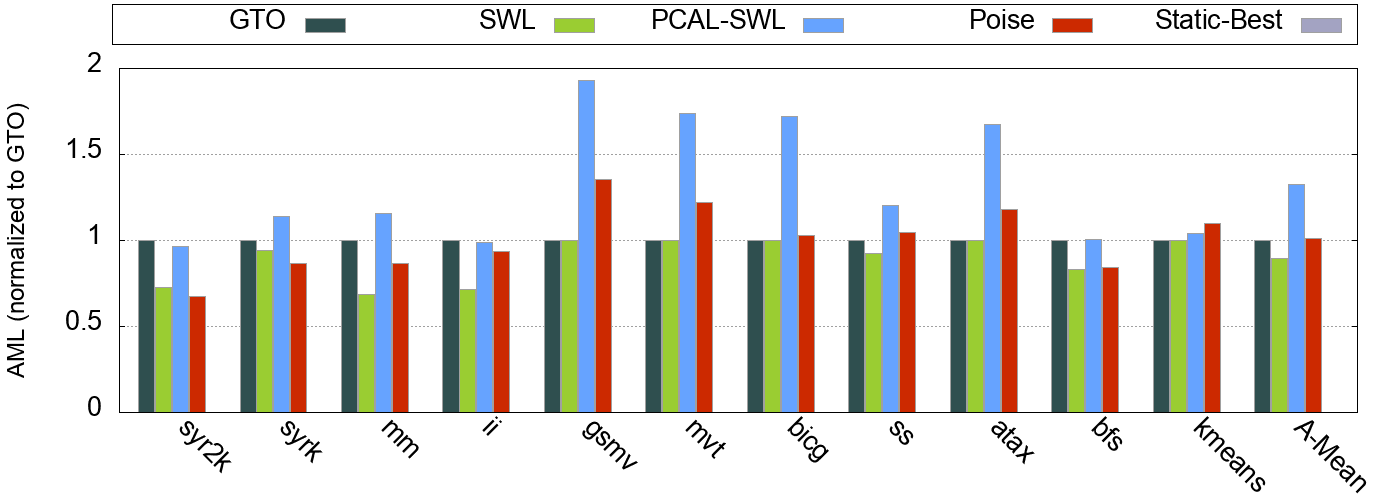 GTO SWL PCAL-SWL Poise Static-Best
AML (normalized to GTO)
2
1.5
1
0.5
0
syr2k syrk mm ii gsmv mvt bicg ss atax bfs kmeans A-Mean